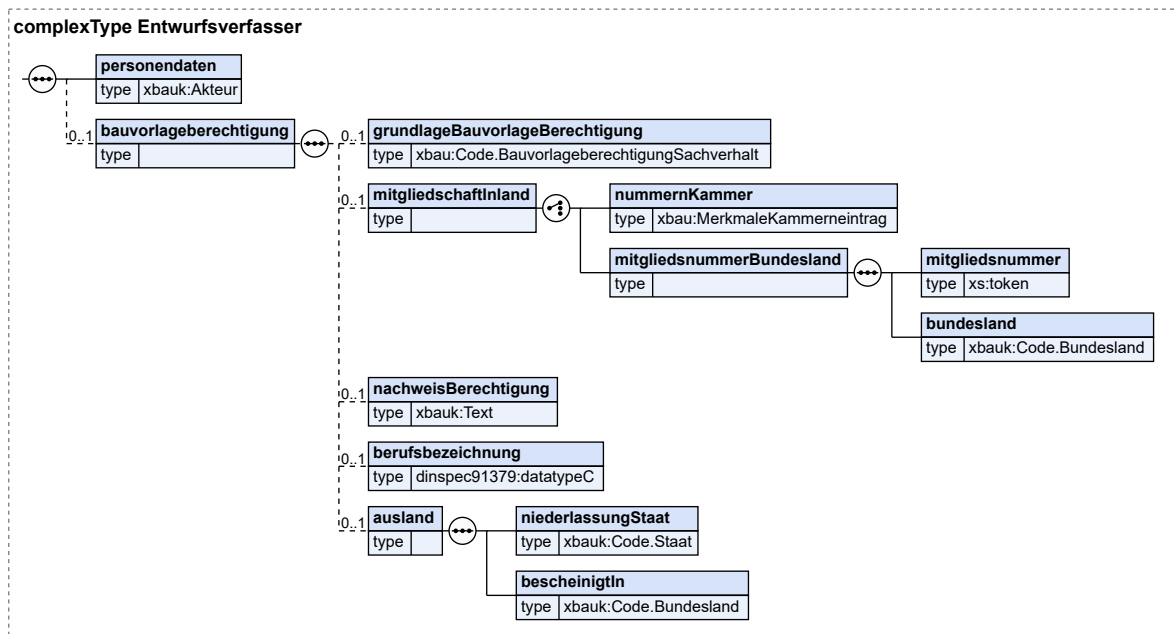 complexType Entwurfsverfasser
personendaten
type xbauk:Akteur
0..1
bauvorlageberechtigung
type
0..1
grundlageBauvorlageBerechtigung
type xbau:Code.BauvorlageberechtigungSachverhalt
0..1
mitgliedschaftInland
type
nummernKammer
type xbau:MerkmaleKammerneintrag
mitgliedsnummerBundesland
type
mitgliedsnummer
type xs:token
bundesland
type xbauk:Code.Bundesland
0..1
nachweisBerechtigung
type xbauk:Text
0..1
berufsbezeichnung
type dinspec91379:datatypeC
0..1
ausland
type
niederlassungStaat
type xbauk:Code.Staat
bescheinigtIn
type xbauk:Code.Bundesland